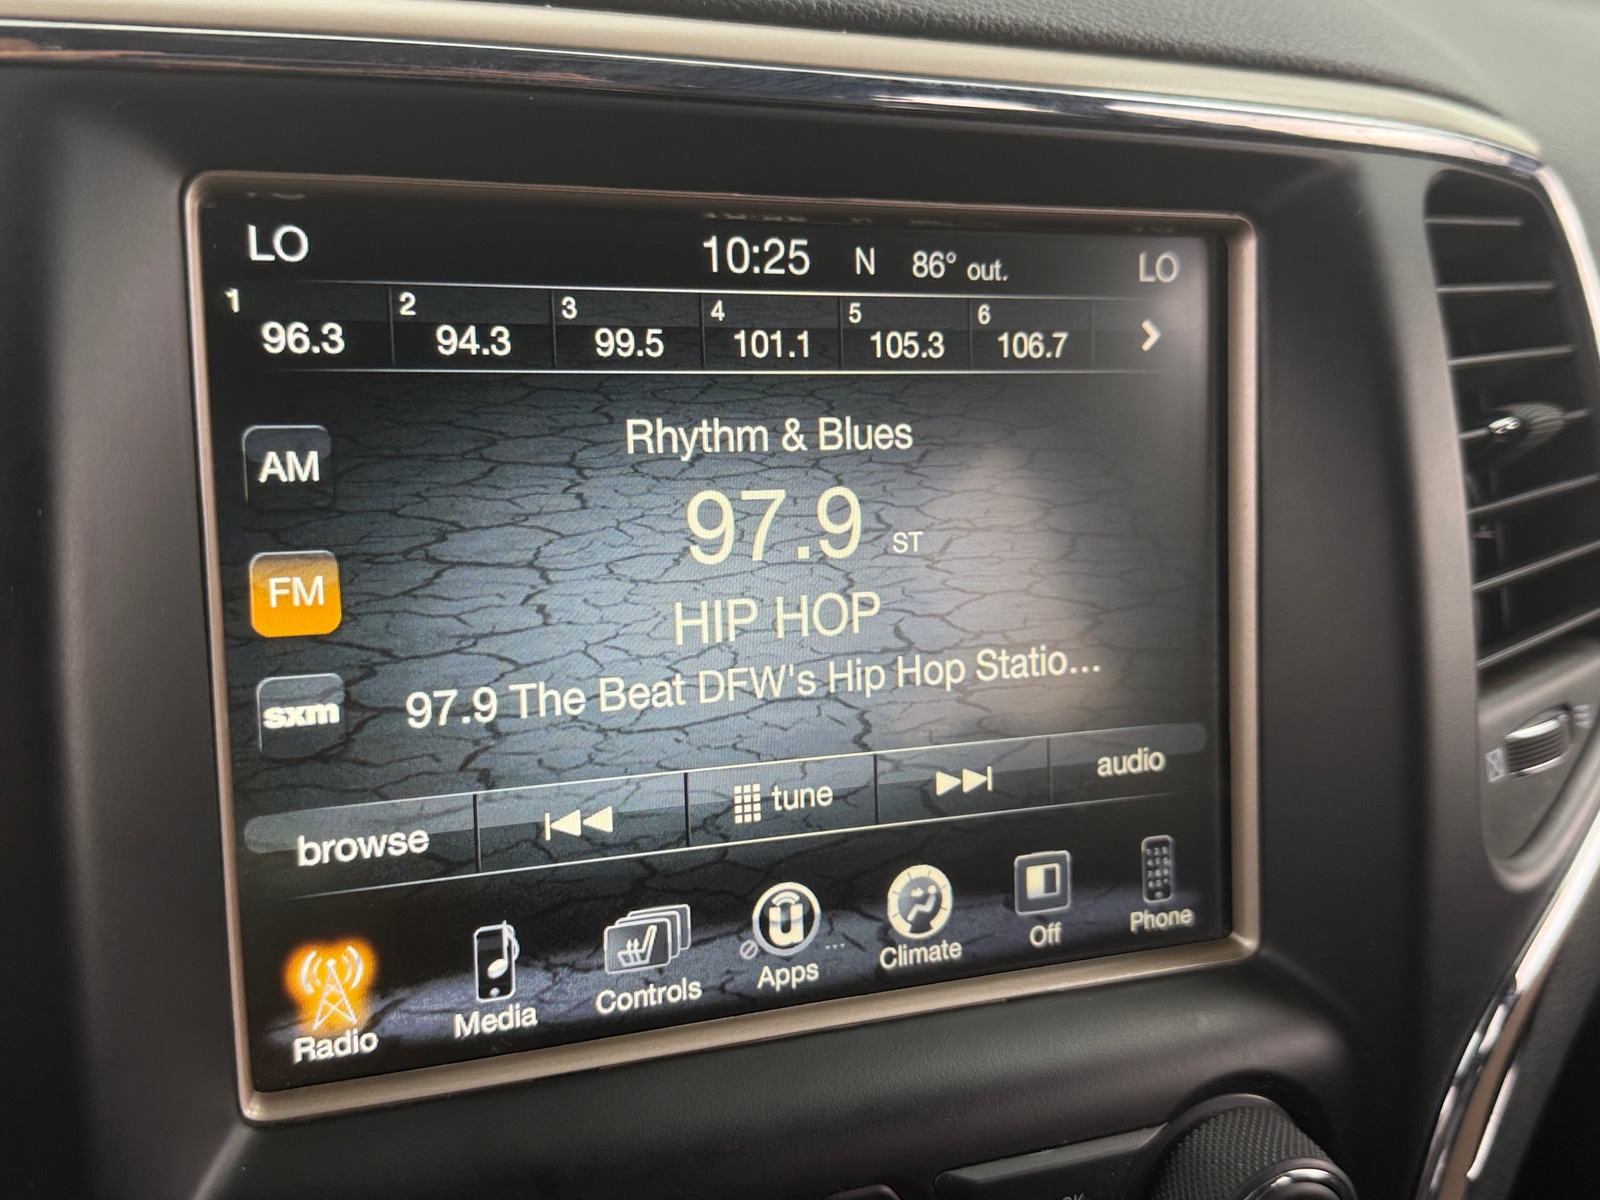 LO 10:25 N 86° out. LO
1 2 3 4 5 6
96.3 94.3 99.5 101.1 105.3 106.7
Rhythm & Blues
AM
97.9 ST
FM
HIP HOP
97.9 The Beat DFW's Hip Hop Statio...
sxm
browse tune audio
Radio Media Controls Apps Climate Off Phone